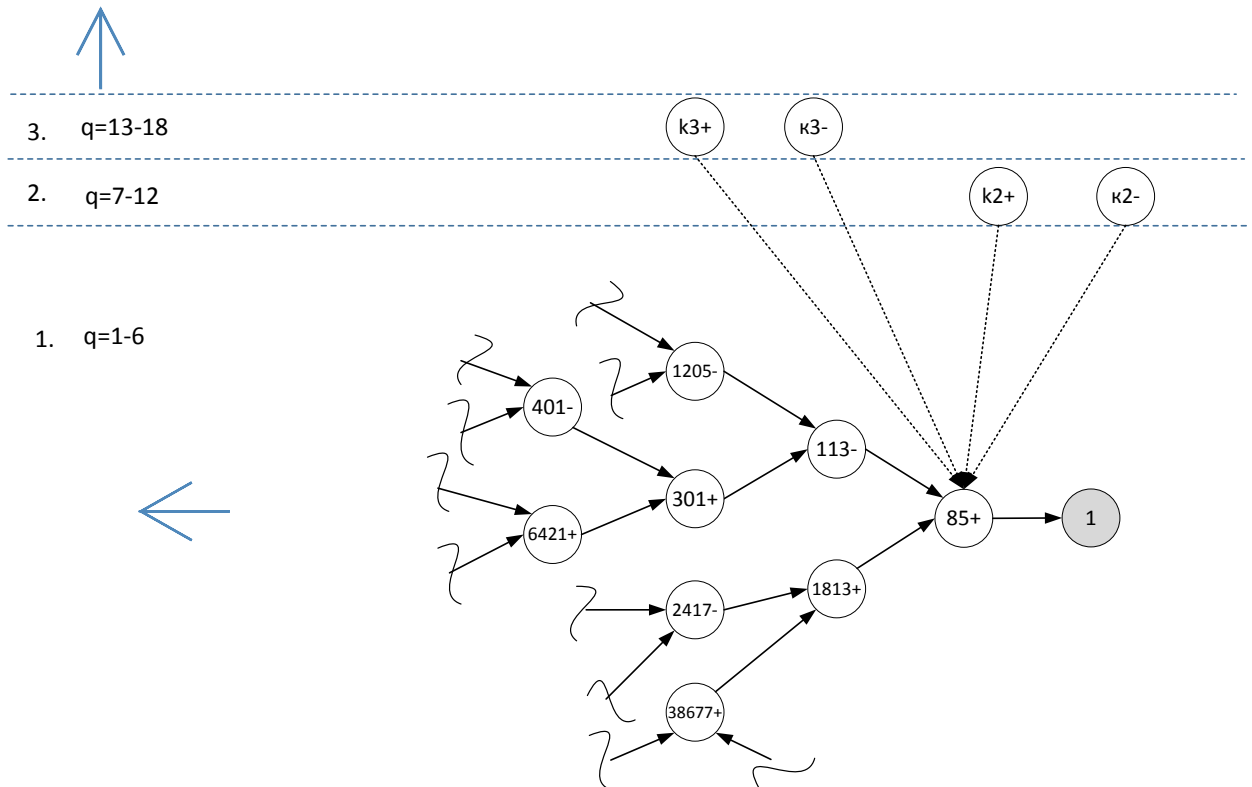 3. q=13-18
k3+
к3-
2. q=7-12
k2+
к2-
1. q=1-6
1205-
401-
113-
301+
6421+
85+
1
1813+
2417-
38677+